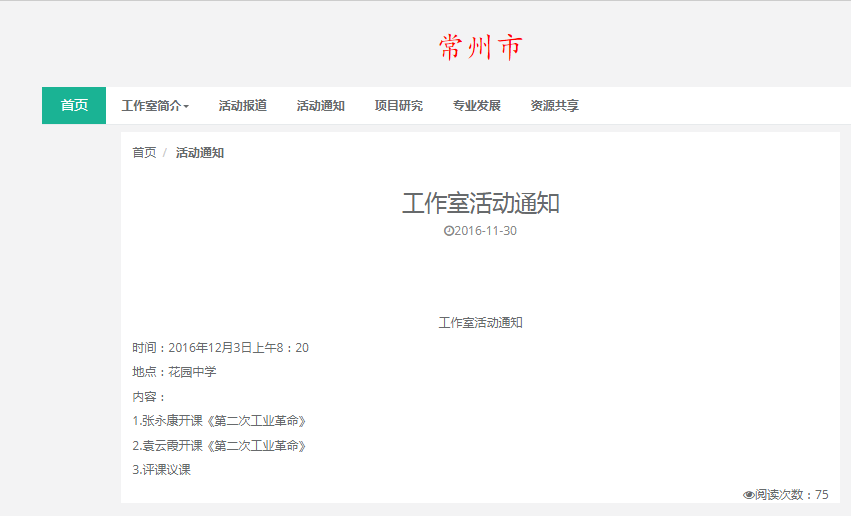 常州市
首页 工作室简介 活动报道 活动通知 项目研究 专业发展 资源共享
首页 / 活动通知
工作室活动通知
2016-11-30
工作室活动通知
时间：2016年12月3日上午8：20
地点：花园中学
内容：
1.张永康开课《第二次工业革命》
2.袁云霞开课《第二次工业革命》
3.评课议课
阅读次数：75